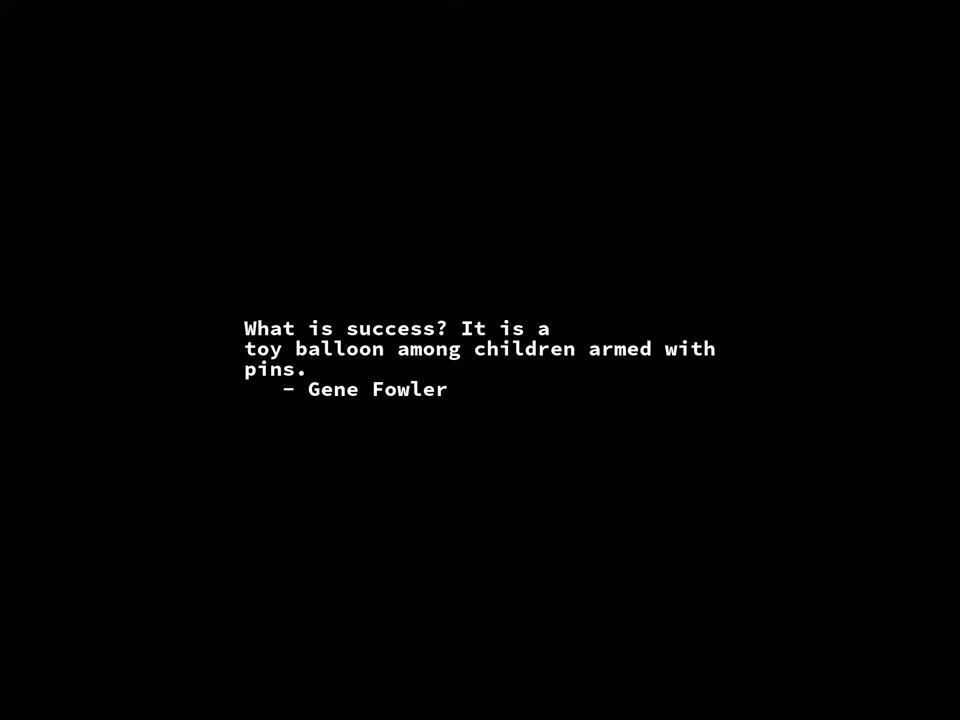 What is success? It is a
toy balloon among children armed with
pins.
– Gene Fowler